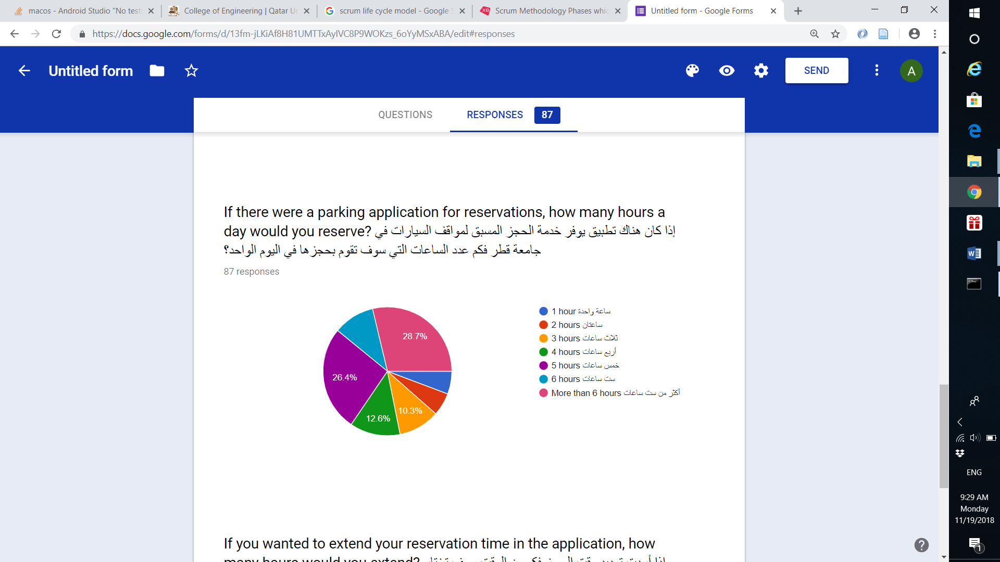 macos - Android Studio "No test
College of Engineering | Qatar U
scrum life cycle model - Google S
Scrum Methodology Phases whic
Untitled form - Google Forms
https://docs.google.com/forms/d/13fm-jLKiAf8H81UMTTxAyIVC8P9WOKzs_6oYyMSxABA/edit#responses
Untitled form
SEND
A
QUESTIONS
RESPONSES 87
If there were a parking application for reservations, how many hours a
day would you reserve? إذا كان هناك تطبيق يوفر خدمة الحجز المسبق لمواقف السيارات في
جامعة قطر فكم عدد الساعات التي سوف تقوم بحجزها في اليوم الواحد؟
87 responses
28.7%
26.4%
12.6%
10.3%
1 hour ساعة واحدة
2 hours ساعتان
3 hours ثلاث ساعات
4 hours أربع ساعات
5 hours خمس ساعات
6 hours ست ساعات
More than 6 hours أكثر من ست ساعات
If you wanted to extend your reservation time in the application, how
many hours would you extend?
ENG
9:29 AM
Monday
11/19/2018
1